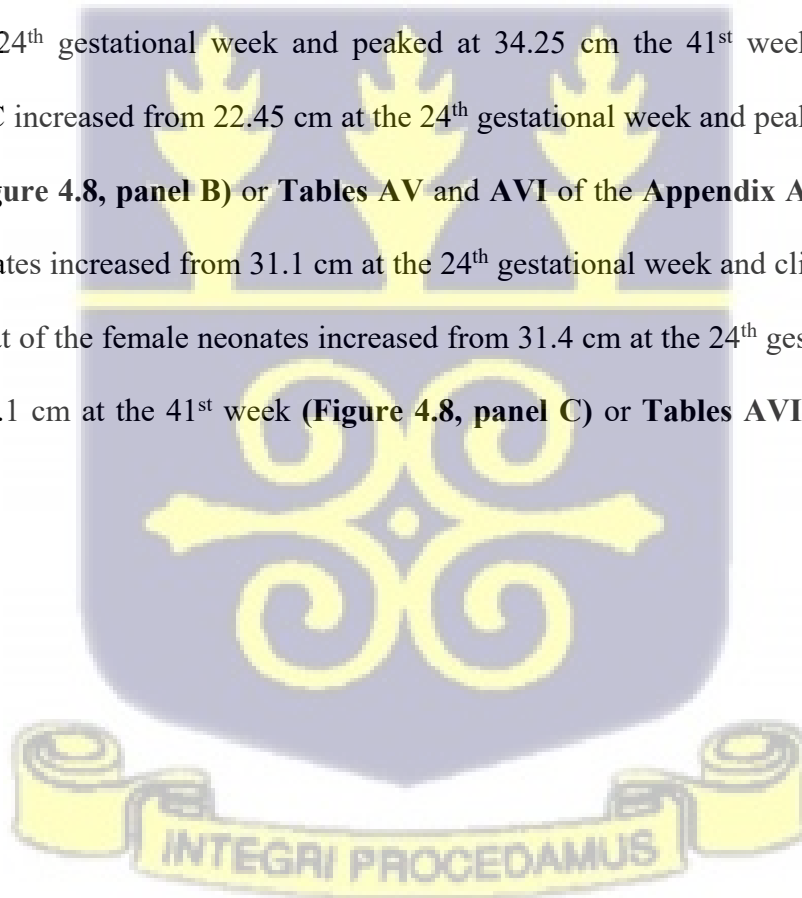 24th gestational week and peaked at 34.25 cm the 41st week
C increased from 22.45 cm at the 24th gestational week and peak
gure 4.8, panel B) or Tables AV and AVI of the Appendix A
ates increased from 31.1 cm at the 24th gestational week and cli
at of the female neonates increased from 31.4 cm at the 24th ges
.1 cm at the 41st week (Figure 4.8, panel C) or Tables AVI
INTEGRI PROCEDAMUS